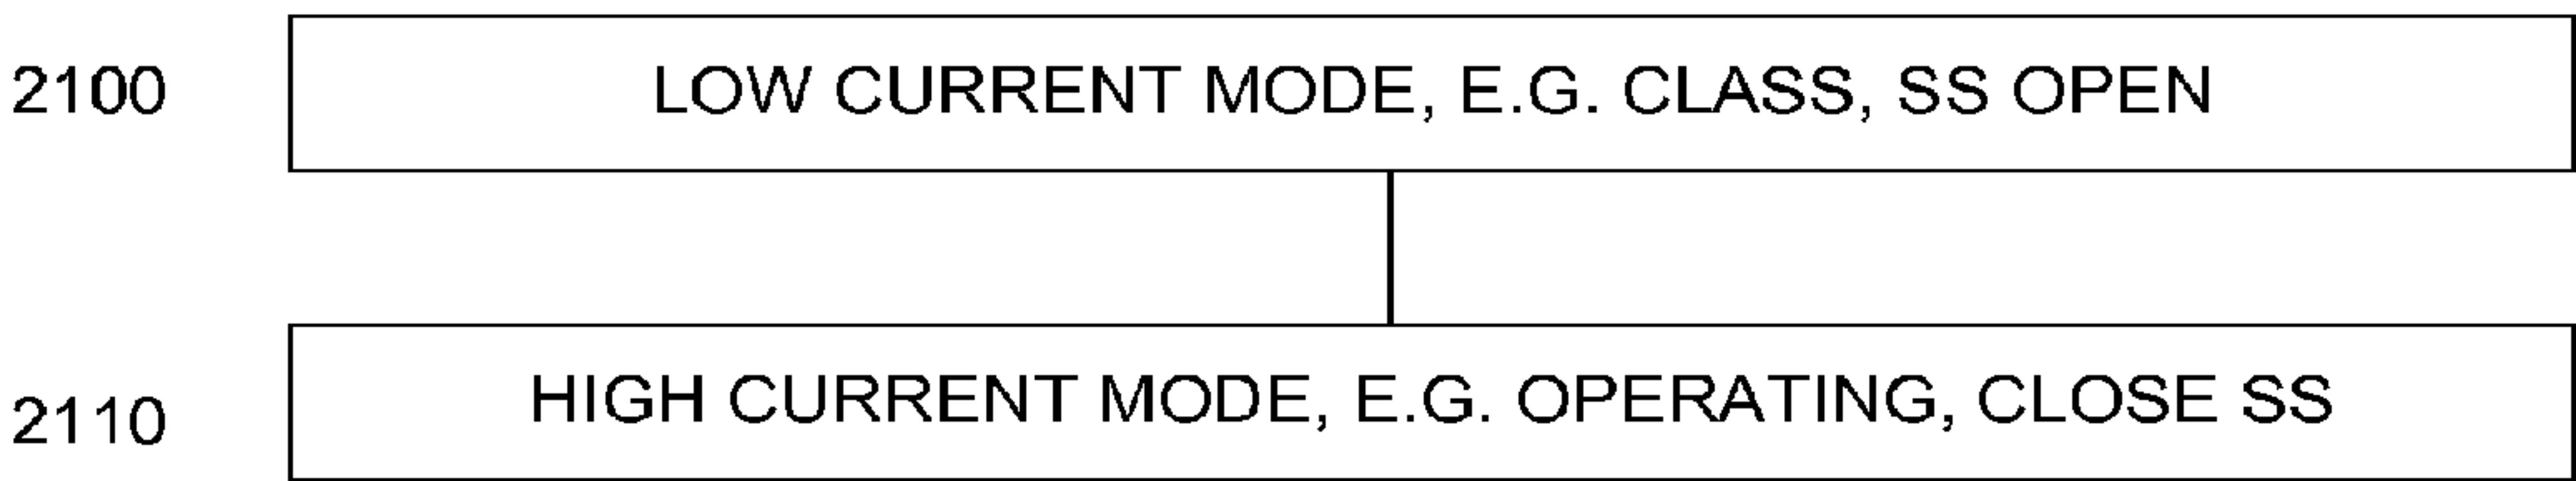 2100 LOW CURRENT MODE, E.G. CLASS, SS OPEN
2110 HIGH CURRENT MODE, E.G. OPERATING, CLOSE SS